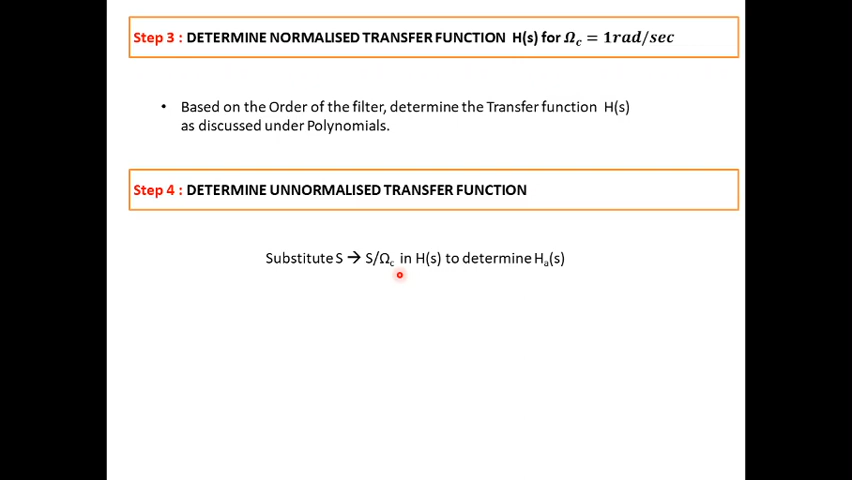 Step 3 : DETERMINE NORMALISED TRANSFER FUNCTION H(s) for Ω𝒄 = 𝟏𝒓𝒂𝒅/𝒔𝒆𝒄
• Based on the Order of the filter, determine the Transfer function H(s)
as discussed under Polynomials.
Step 4 : DETERMINE UNNORMALISED TRANSFER FUNCTION
Substitute S → S/Ωc in H(s) to determine Ha(s)